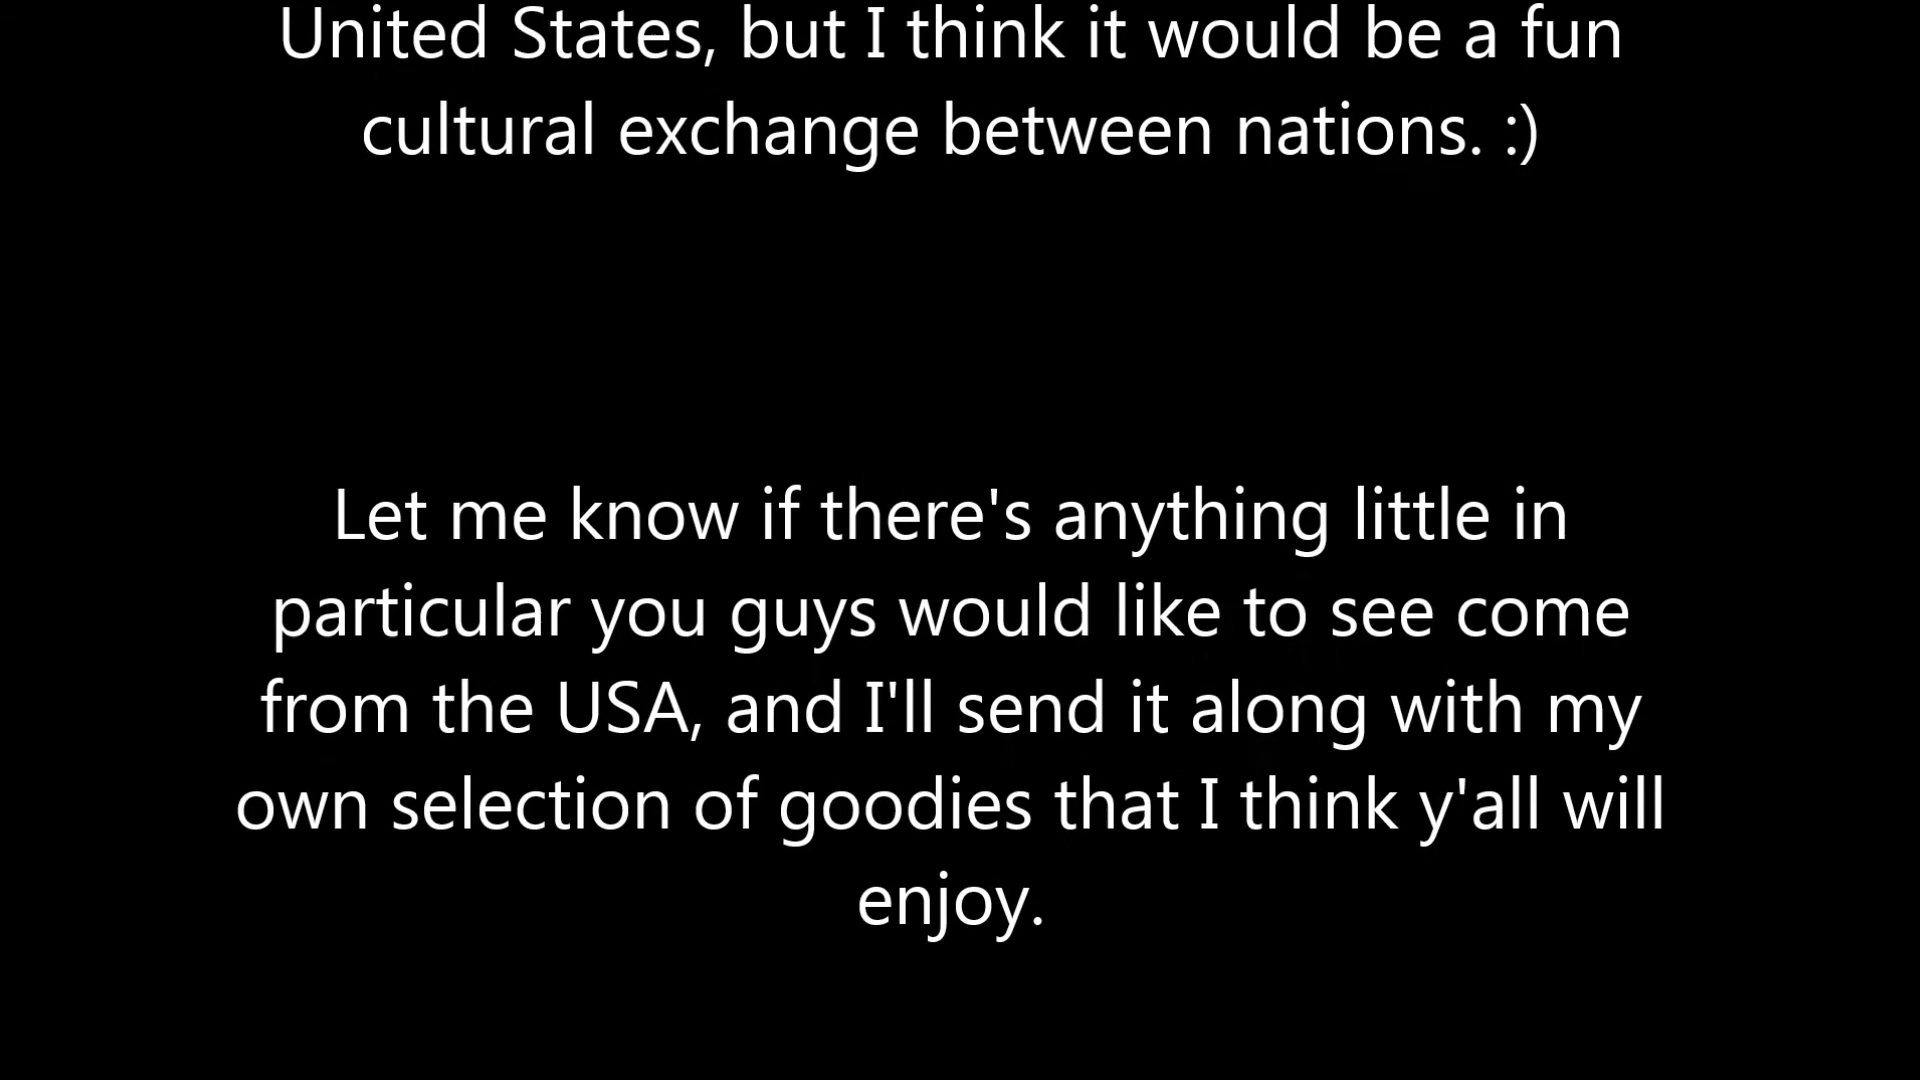 United States, but I think it would be a fun
cultural exchange between nations. :)
Let me know if there's anything little in
particular you guys would like to see come
from the USA, and I'll send it along with my
own selection of goodies that I think y'all will
enjoy.